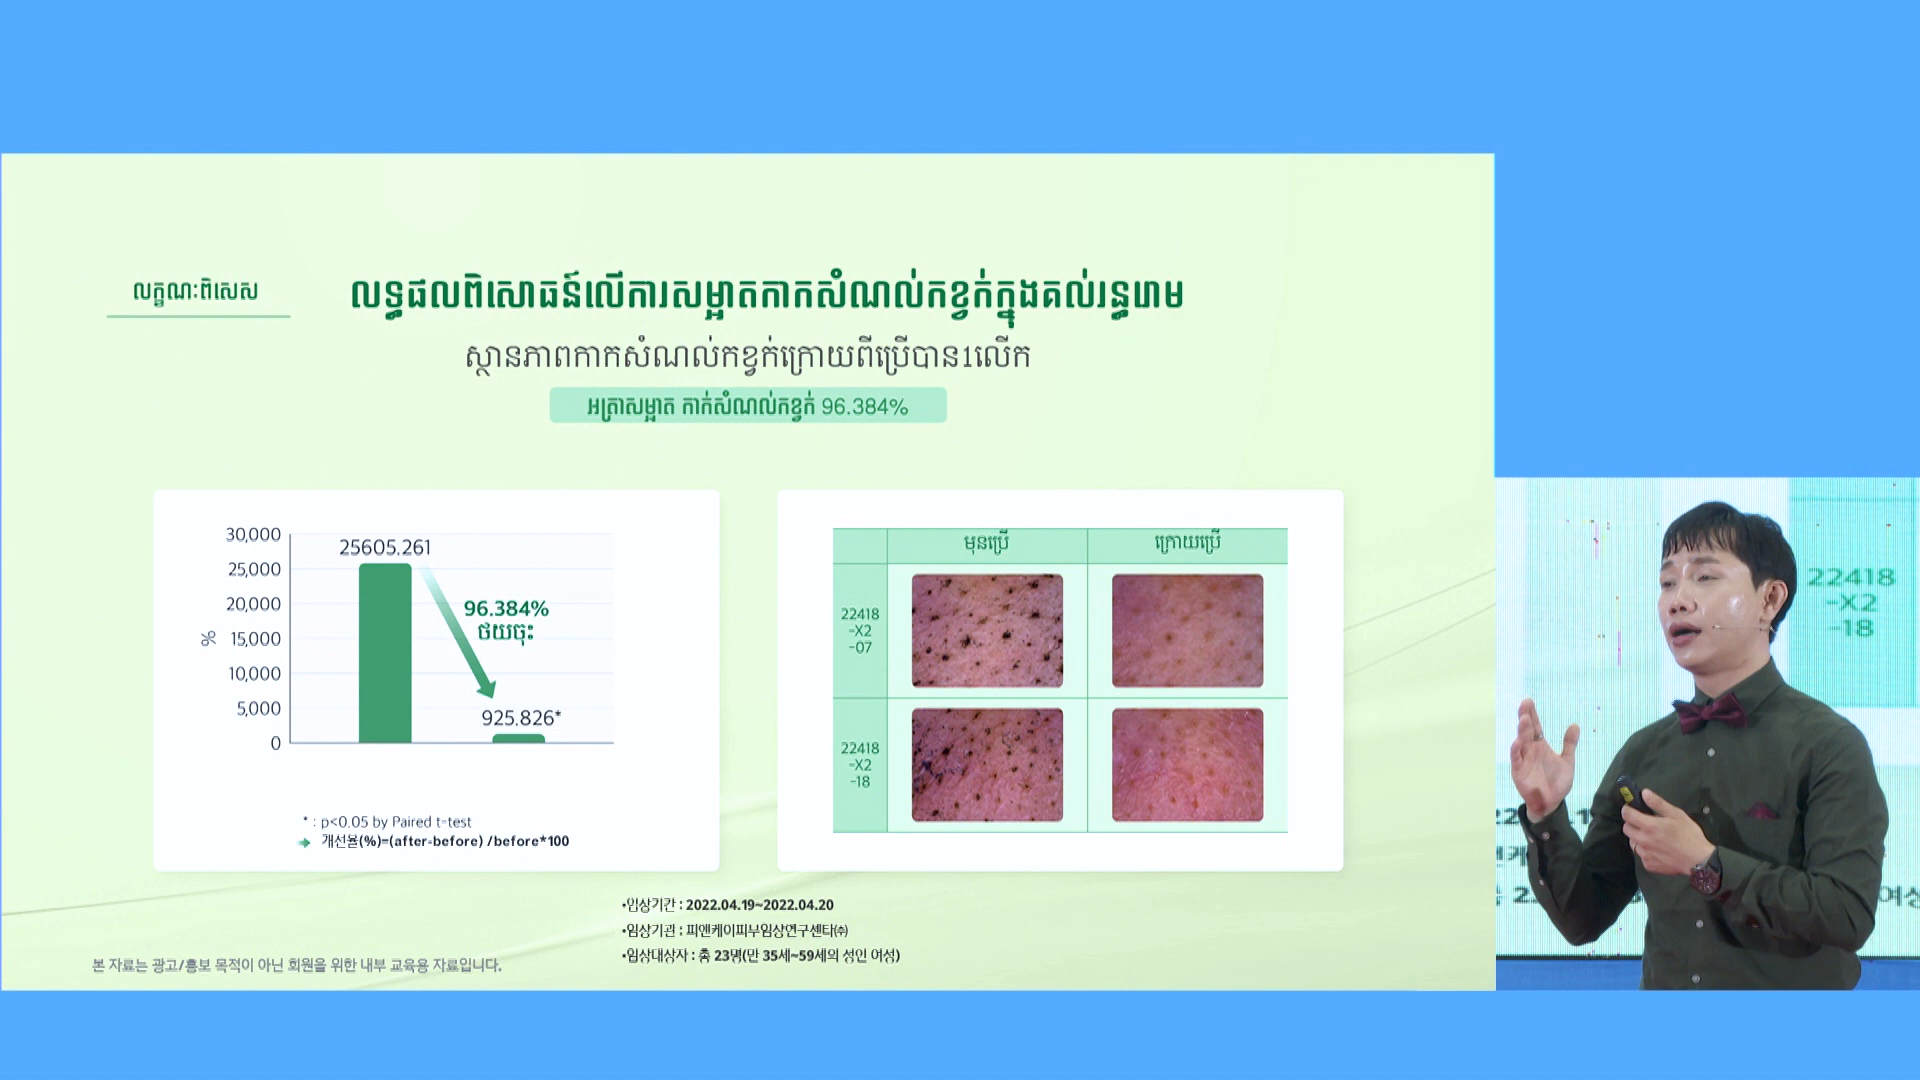 លក្ខណៈពិសេស
លទ្ធផលពិសោធន៍លើការសម្អាតកាកសំណល់កខ្វក់ក្នុងគល់រន្ធរោម
ស្ថានភាពកាកសំណល់កខ្វក់ក្រោយពីប្រើបាន1លើក
អត្រាសម្អាត កាក់សំណល់កខ្វក់ 96.384%
30,000
25,000
20,000
15,000
10,000
5,000
0
%
25605.261
96.384%
ថយចុះ
925.826*
* : p<0.05 by Paired t-test
개선율(%)=(after-before) /before*100
មុនប្រើ
ក្រោយប្រើ
22418
-X2
-07
22418
-X2
-18
•임상기간 : 2022.04.19~2022.04.20
•임상기관 : 피앤케이피부임상연구센타㈜
•임상대상자 : 총 23명(만 35세~59세의 성인 여성)
본 자료는 광고/홍보 목적이 아닌 회원을 위한 내부 교육용 자료입니다.
22418
-X2
-18